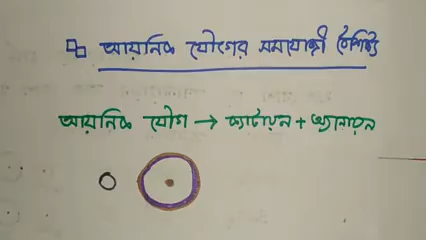 আয়নিক যৌগের সমযোজী বৈশিষ্ট্য
আয়নিক যৌগ → ক্যাটায়ন + অ্যানায়ন